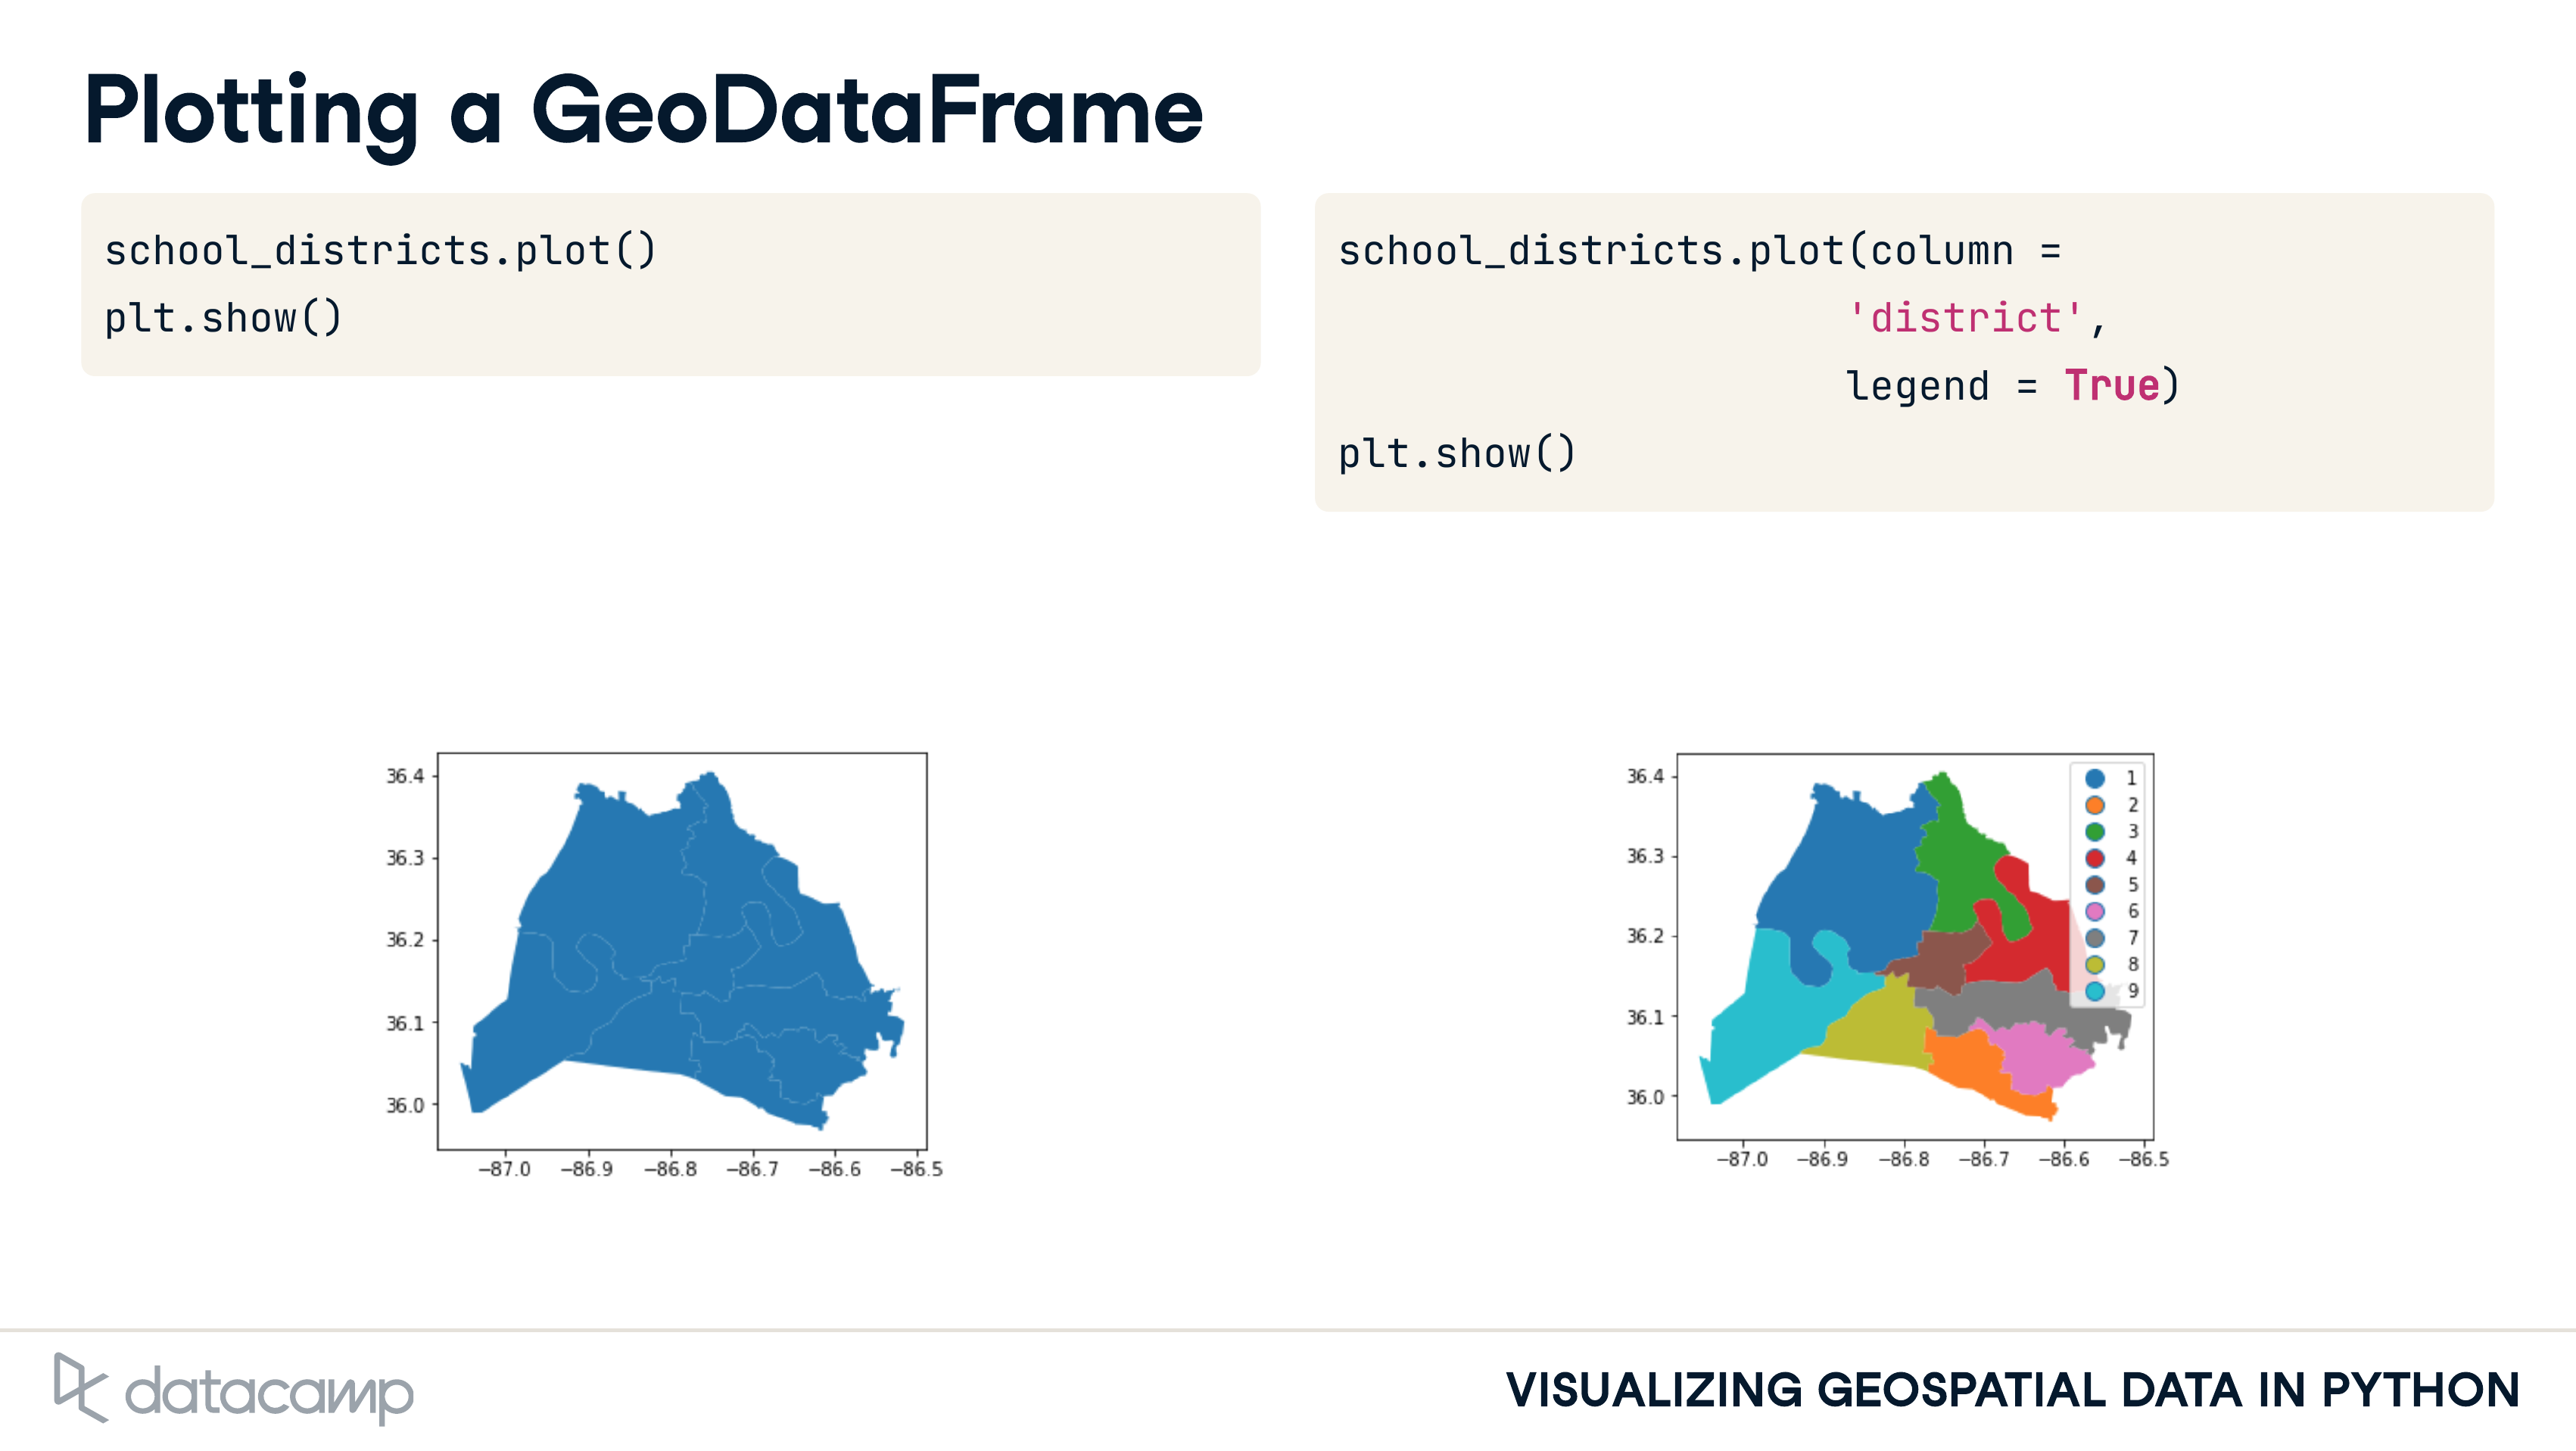 Plotting a GeoDataFrame
school_districts.plot()
plt.show()
school_districts.plot(column =
'district',
legend = True)
plt.show()
36.4
36.3
36.2
36.1
36.0
−87.0 −86.9 −86.8 −86.7 −86.6 −86.5
36.4
36.3
36.2
36.1
36.0
−87.0 −86.9 −86.8 −86.7 −86.6 −86.5
1
2
3
4
5
6
7
8
9
datacamp
VISUALIZING GEOSPATIAL DATA IN PYTHON